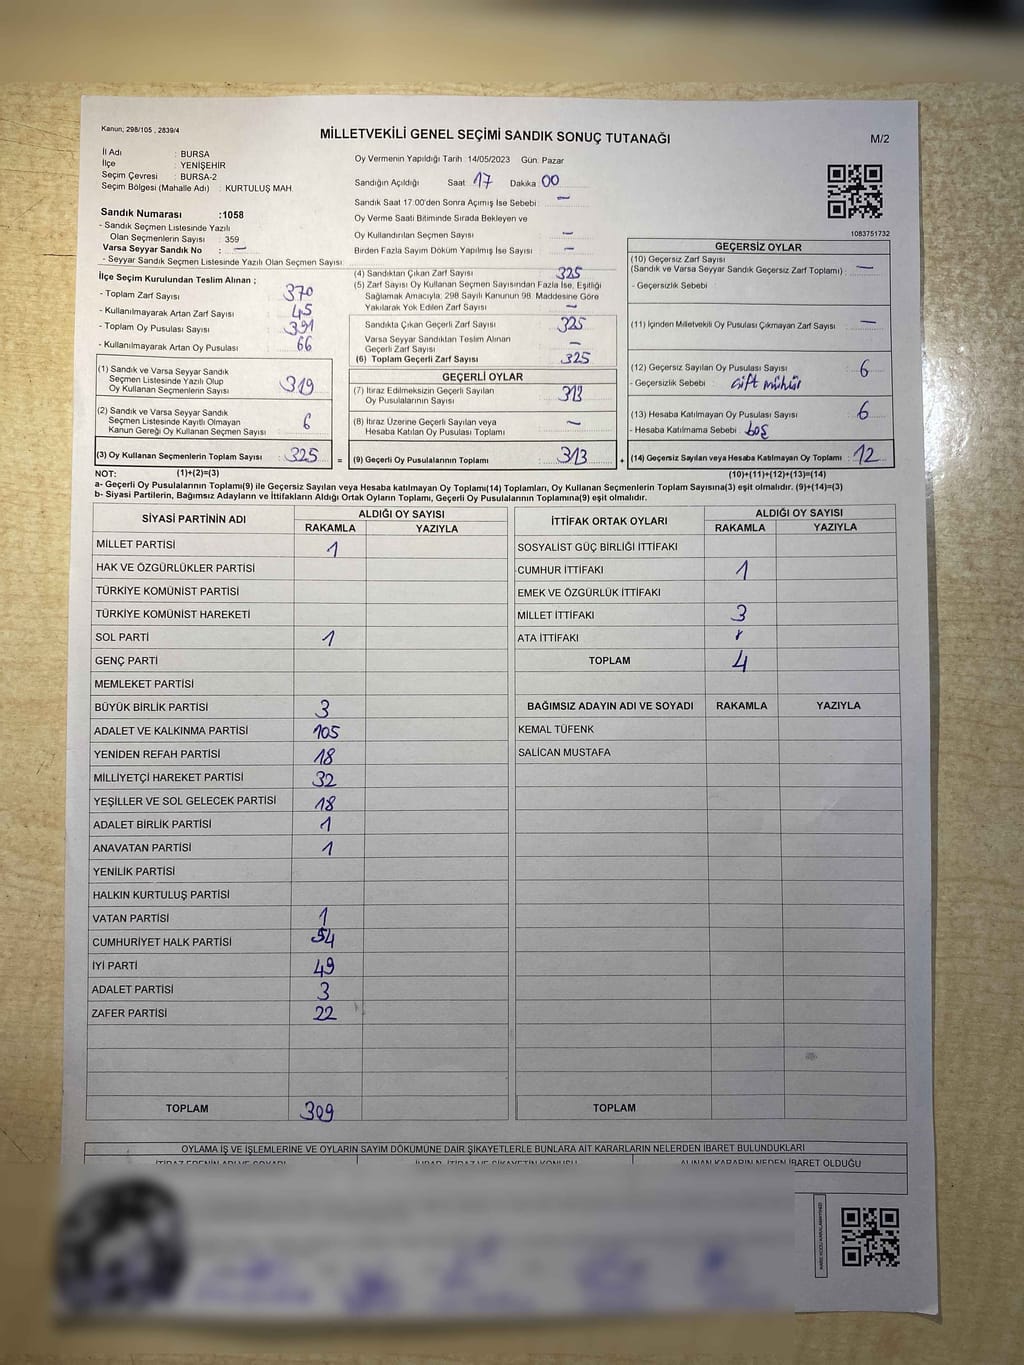 Kanun; 298/105 , 2839/4
MİLLETVEKİLİ GENEL SEÇİMİ SANDIK SONUÇ TUTANAĞI
M/2
İl Adı : BURSA
İlçe : YENİŞEHİR
Seçim Çevresi : BURSA-2
Seçim Bölgesi (Mahalle Adı) : KURTULUŞ MAH.
Sandık Numarası :1058
- Sandık Seçmen Listesinde Yazılı
Olan Seçmenlerin Sayısı : 359
Varsa Seyyar Sandık No : —
- Seyyar Sandık Seçmen Listesinde Yazılı Olan Seçmen Sayısı:
Oy Vermenin Yapıldığı Tarih :14/05/2023 Gün: Pazar
Sandığın Açıldığı Saat 17 Dakika 00
Sandık Saat 17:00'den Sonra Açımış İse Sebebi : —
Oy Verme Saati Bitiminde Sırada Bekleyen ve
Oy Kullandırılan Seçmen Sayısı —
Birden Fazla Sayım Döküm Yapılmış İse Sayısı : —
1083751732
İlçe Seçim Kurulundan Teslim Alınan ;
- Toplam Zarf Sayısı 370
- Kullanılmayarak Artan Zarf Sayısı : 45
- Toplam Oy Pusulası Sayısı : 391
- Kullanılmayarak Artan Oy Pusulası : 66
(1) Sandık ve Varsa Seyyar Sandık
Seçmen Listesinde Yazılı Olup
Oy Kullanan Seçmenlerin Sayısı : 319
(2) Sandık ve Varsa Seyyar Sandık
Seçmen Listesinde Kayıtlı Olmayan
Kanun Gereği Oy Kullanan Seçmen Sayısı : 6
(3) Oy Kullanan Seçmenlerin Toplam Sayısı : 325
(4) Sandıktan Çıkan Zarf Sayısı : 325
(5) Zarf Sayısı Oy Kullanan Seçmen Sayısından Fazla İse, Eşitliği
Sağlamak Amacıyla; 298 Sayılı Kanunun 98. Maddesine Göre
Yakılarak Yok Edilen Zarf Sayısı : —
Sandıkta Çıkan Geçerli Zarf Sayısı 325
Varsa Seyyar Sandıktan Teslim Alınan
Geçerli Zarf Sayısı —
(6) Toplam Geçerli Zarf Sayısı 325
GEÇERLİ OYLAR
(7) İtiraz Edilmeksizin Geçerli Sayılan
Oy Pusulalarının Sayısı : 313
(8) İtiraz Üzerine Geçerli Sayılan veya
Hesaba Katılan Oy Pusulası Toplamı : —
= (9) Geçerli Oy Pusulalarının Toplamı : 313 +
GEÇERSİZ OYLAR
(10) Geçersiz Zarf Sayısı
(Sandık ve Varsa Seyyar Sandık Geçersiz Zarf Toplamı) : —
- Geçersizlik Sebebi :
(11) İçinden Milletvekili Oy Pusulası Çıkmayan Zarf Sayısı : —
(12) Geçersiz Sayılan Oy Pusulası Sayısı : 6
- Geçersizlik Sebebi : çift mühür
(13) Hesaba Katılmayan Oy Pusulası Sayısı : 6
- Hesaba Katılmama Sebebi : boş
(14) Geçersiz Sayılan veya Hesaba Katılmayan Oy Toplamı : 12
NOT: (1)+(2)=(3) (10)+(11)+(12)+(13)=(14)
a- Geçerli Oy Pusulalarının Toplamı(9) ile Geçersiz Sayılan veya Hesaba katılmayan Oy Toplamı(14) Toplamları, Oy Kullanan Seçmenlerin Toplam Sayısına(3) eşit olmalıdır. (9)+(14)=(3)
b- Siyasi Partilerin, Bağımsız Adayların ve İttifakların Aldığı Ortak Oyların Toplamı, Geçerli Oy Pusulalarının Toplamına(9) eşit olmalıdır.
SİYASİ PARTİNİN ADI ALDIĞI OY SAYISI
RAKAMLA YAZIYLA
MİLLET PARTİSİ 1
HAK VE ÖZGÜRLÜKLER PARTİSİ
TÜRKİYE KOMÜNİST PARTİSİ
TÜRKİYE KOMÜNİST HAREKETİ
SOL PARTİ 1
GENÇ PARTİ
MEMLEKET PARTİSİ
BÜYÜK BİRLİK PARTİSİ 3
ADALET VE KALKINMA PARTİSİ 105
YENİDEN REFAH PARTİSİ 18
MİLLİYETÇİ HAREKET PARTİSİ 32
YEŞİLLER VE SOL GELECEK PARTİSİ 18
ADALET BİRLİK PARTİSİ 1
ANAVATAN PARTİSİ 1
YENİLİK PARTİSİ
HALKIN KURTULUŞ PARTİSİ
VATAN PARTİSİ 1
CUMHURİYET HALK PARTİSİ 54
İYİ PARTİ 49
ADALET PARTİSİ 3
ZAFER PARTİSİ 22
TOPLAM 309
İTTİFAK ORTAK OYLARI ALDIĞI OY SAYISI
RAKAMLA YAZIYLA
SOSYALİST GÜÇ BİRLİĞİ İTTİFAKI
CUMHUR İTTİFAKI 1
EMEK VE ÖZGÜRLÜK İTTİFAKI
MİLLET İTTİFAKI 3
ATA İTTİFAKI
TOPLAM 4
BAĞIMSIZ ADAYIN ADI VE SOYADI RAKAMLA YAZIYLA
KEMAL TÜFENK
SALİCAN MUSTAFA
TOPLAM
OYLAMA İŞ VE İŞLEMLERİNE VE OYLARIN SAYIM DÖKÜMÜNE DAİR ŞİKAYETLERLE BUNLARA AİT KARARLARIN NELERDEN İBARET BULUNDUKLARI
İTİRAZ EDENİN ADI VE SOYADI İHBAR, İTİRAZ VE ŞİKAYETİN KONUSU ALINAN KARARIN NEDEN İBARET OLDUĞU